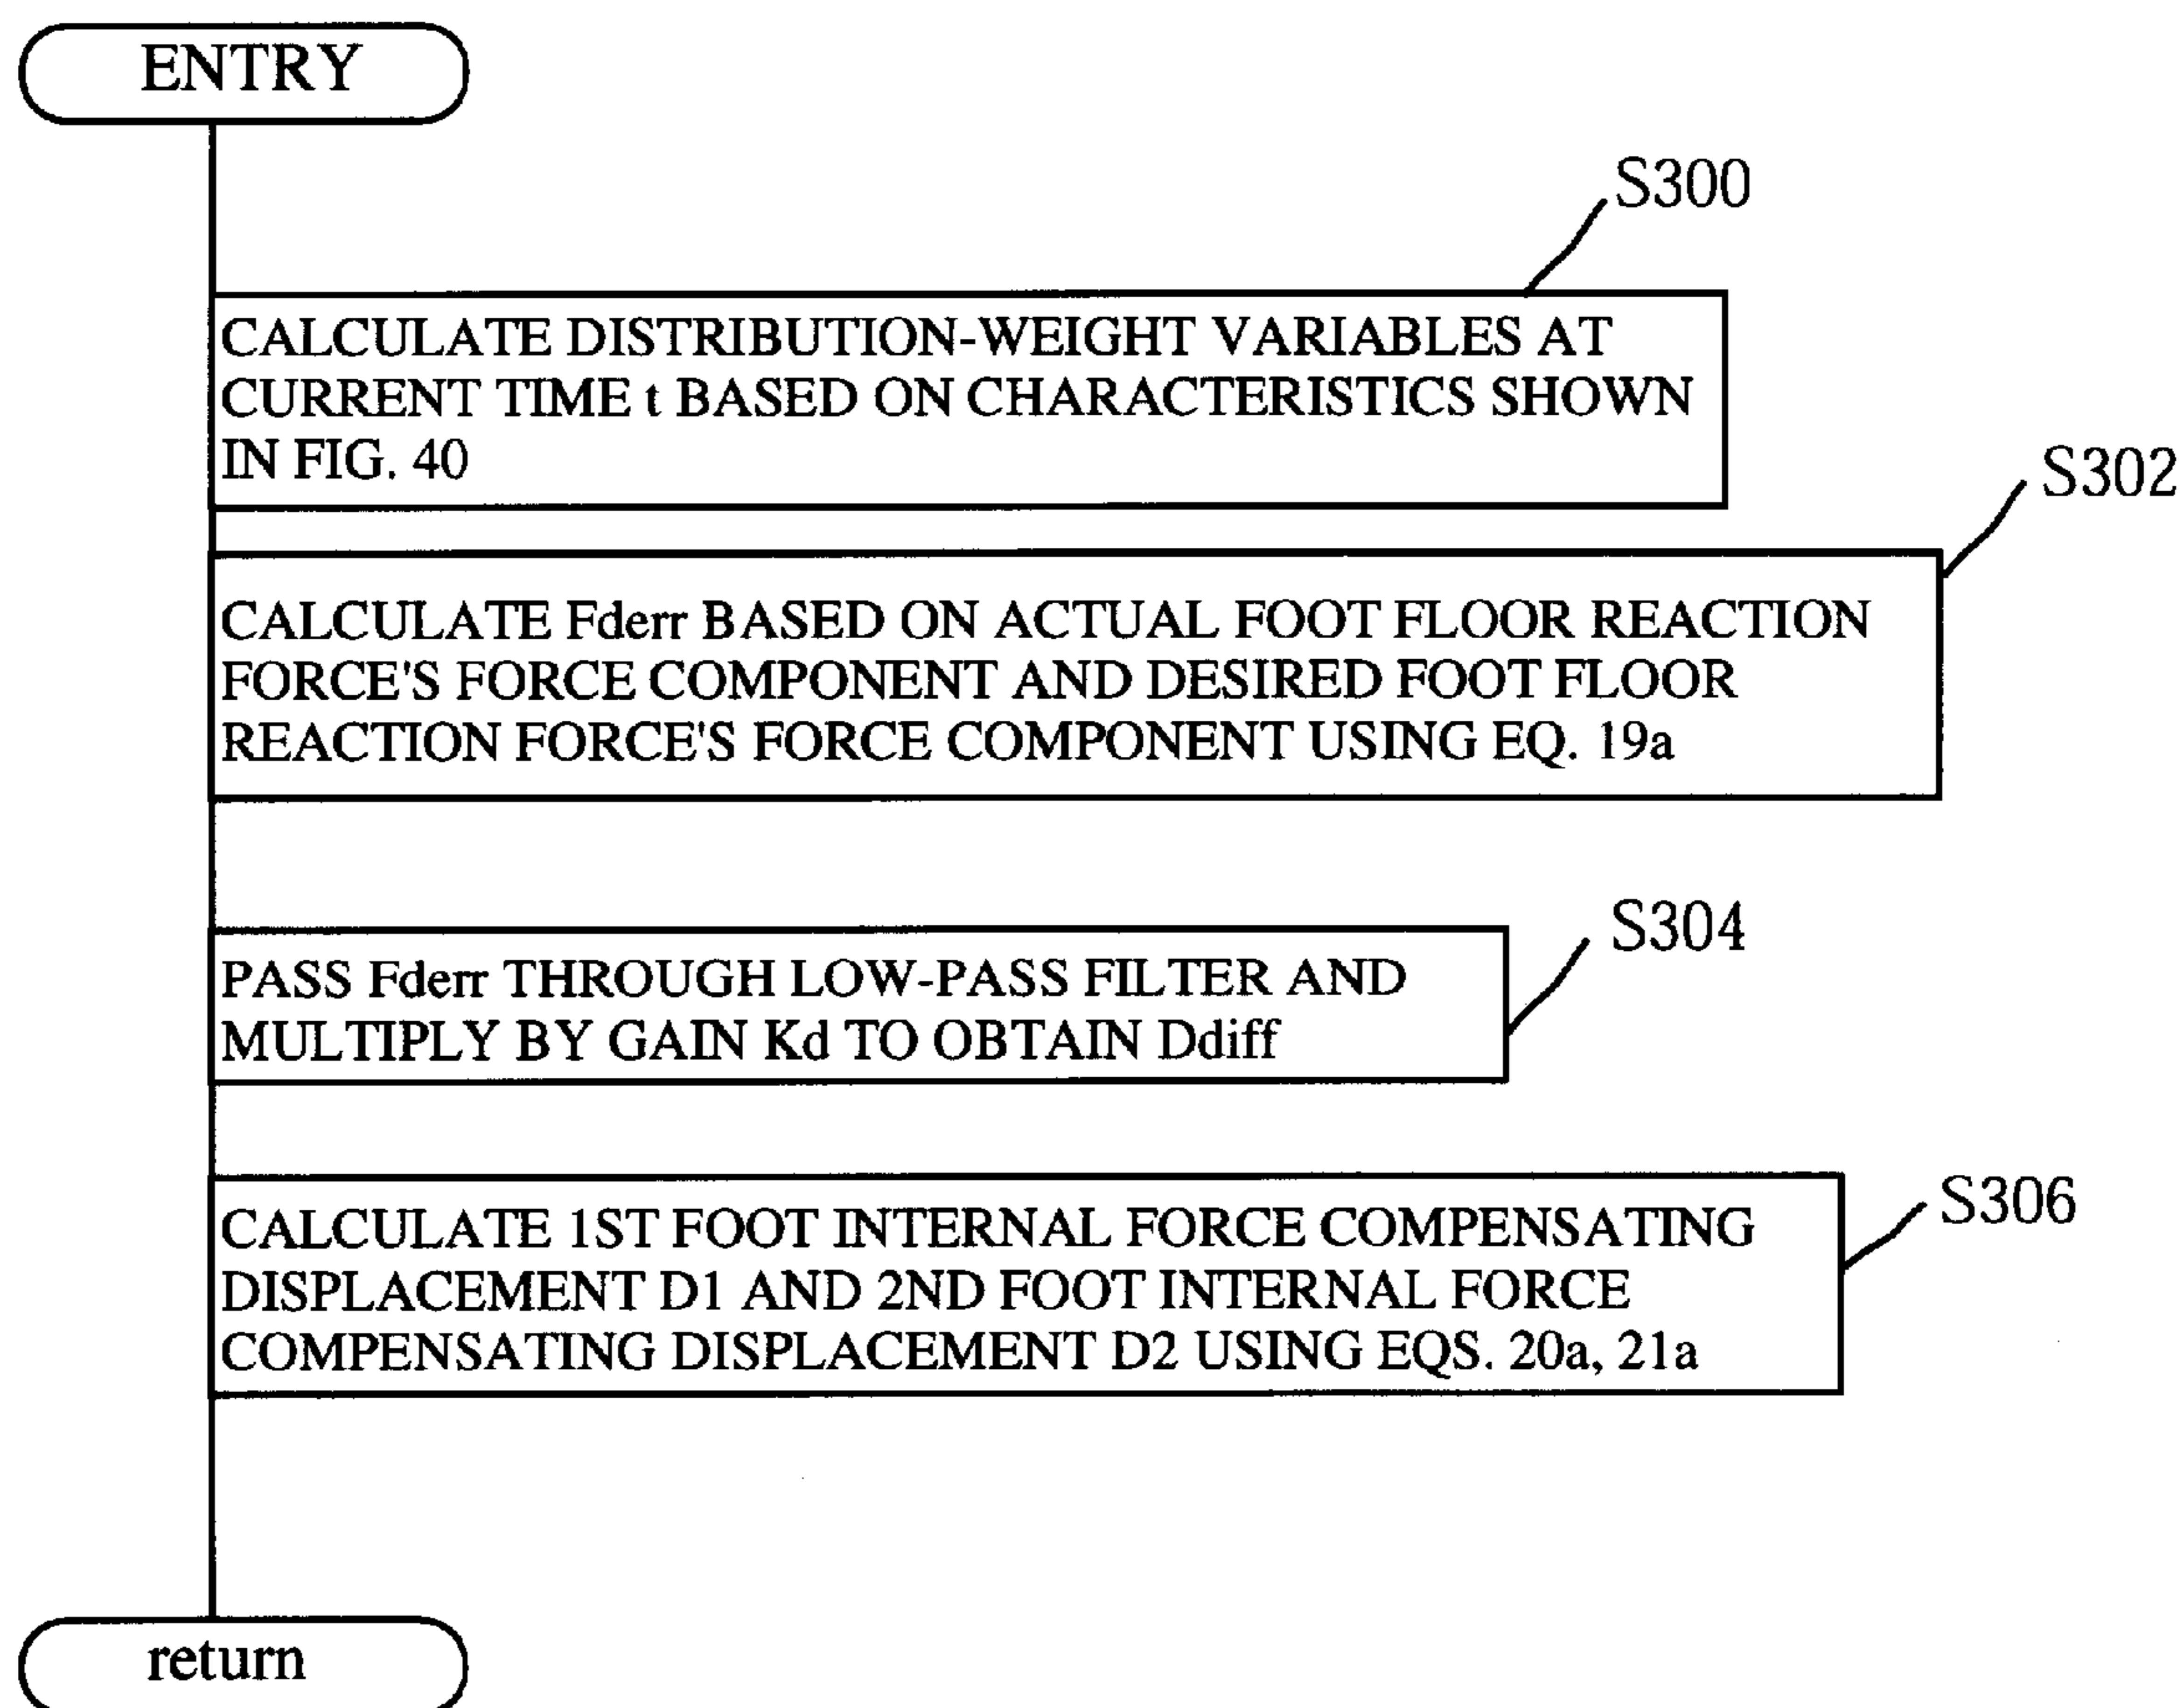 ENTRY
S300
CALCULATE DISTRIBUTION-WEIGHT VARIABLES AT
CURRENT TIME t BASED ON CHARACTERISTICS SHOWN
IN FIG. 40
S302
CALCULATE Fderr BASED ON ACTUAL FOOT FLOOR REACTION
FORCE'S FORCE COMPONENT AND DESIRED FOOT FLOOR
REACTION FORCE'S FORCE COMPONENT USING EQ. 19a
S304
PASS Fderr THROUGH LOW-PASS FILTER AND
MULTIPLY BY GAIN Kd TO OBTAIN Ddiff
S306
CALCULATE 1ST FOOT INTERNAL FORCE COMPENSATING
DISPLACEMENT D1 AND 2ND FOOT INTERNAL FORCE
COMPENSATING DISPLACEMENT D2 USING EQS. 20a, 21a
return